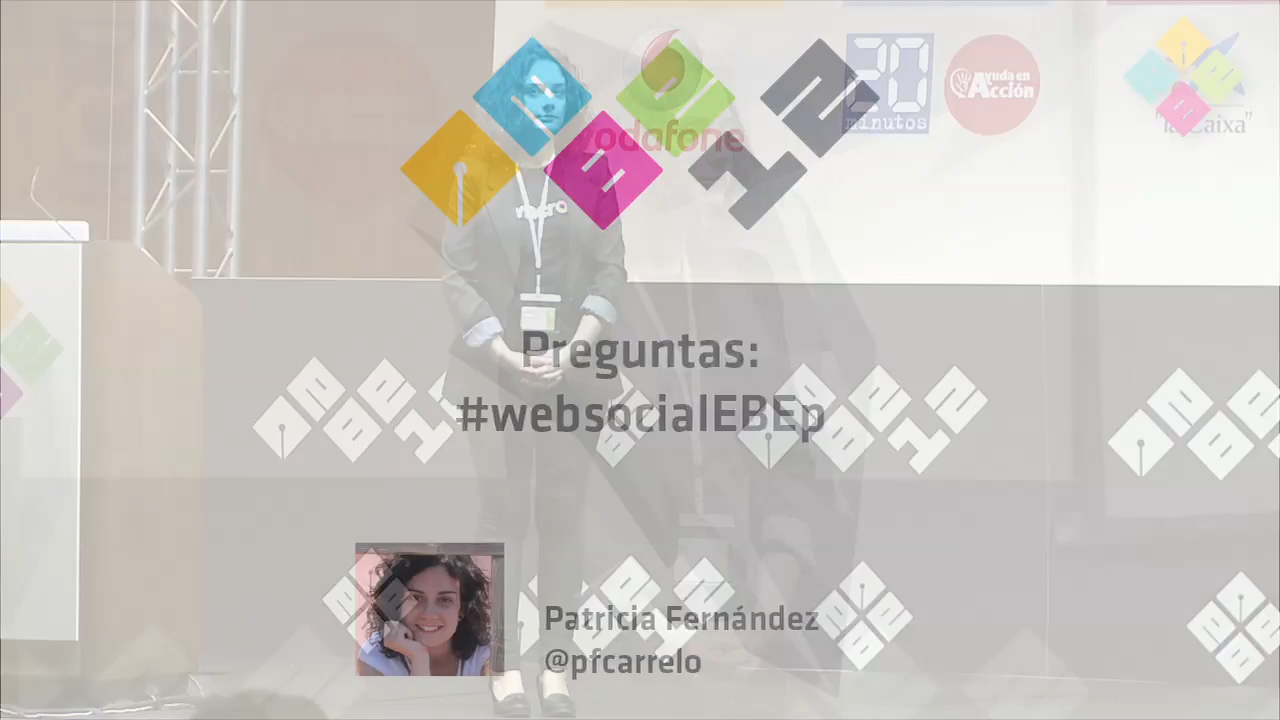 vodafone
20
minutos
Ayuda en
Acción
"la Caixa"
Preguntas:
#websocialEBEp
Patricia Fernández
@pfcarrelo